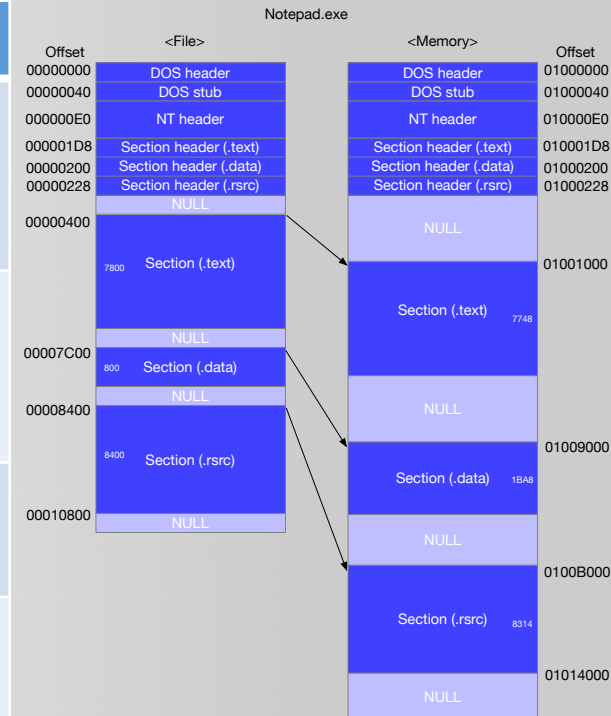 Notepad.exe
<File>
<Memory>
Offset
Offset
00000000 DOS header DOS header 01000000
00000040 DOS stub DOS stub 01000040
000000E0 NT header NT header 010000E0
000001D8 Section header (.text) Section header (.text) 010001D8
00000200 Section header (.data) Section header (.data) 01000200
00000228 Section header (.rsrc) Section header (.rsrc) 01000228
NULL
00000400 NULL
7800 Section (.text) 01001000
Section (.text) 7748
NULL
00007C00
800 Section (.data)
NULL
00008400 NULL
01009000
8400 Section (.rsrc)
Section (.data) 1BA8
00010800
NULL
NULL
0100B000
Section (.rsrc) 8314
01014000
NULL